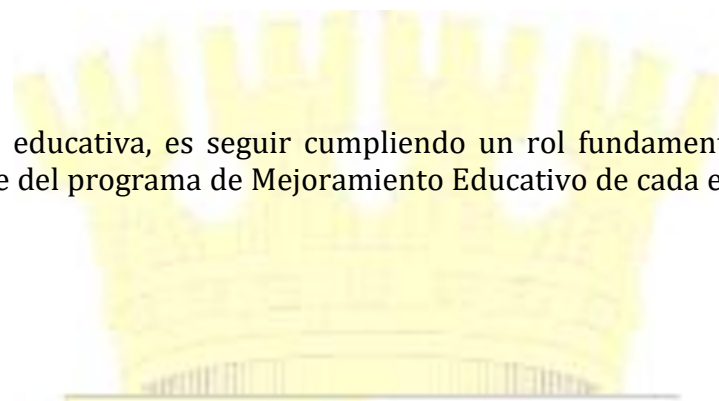 educativa, es seguir cumpliendo un rol fundament
e del programa de Mejoramiento Educativo de cada e